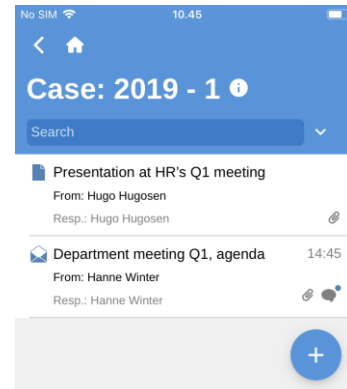 No SIM 10.45
Case: 2019 - 1
Search
Presentation at HR's Q1 meeting
From: Hugo Hugosen
Resp.: Hugo Hugosen
Department meeting Q1, agenda 14:45
From: Hanne Winter
Resp.: Hanne Winter